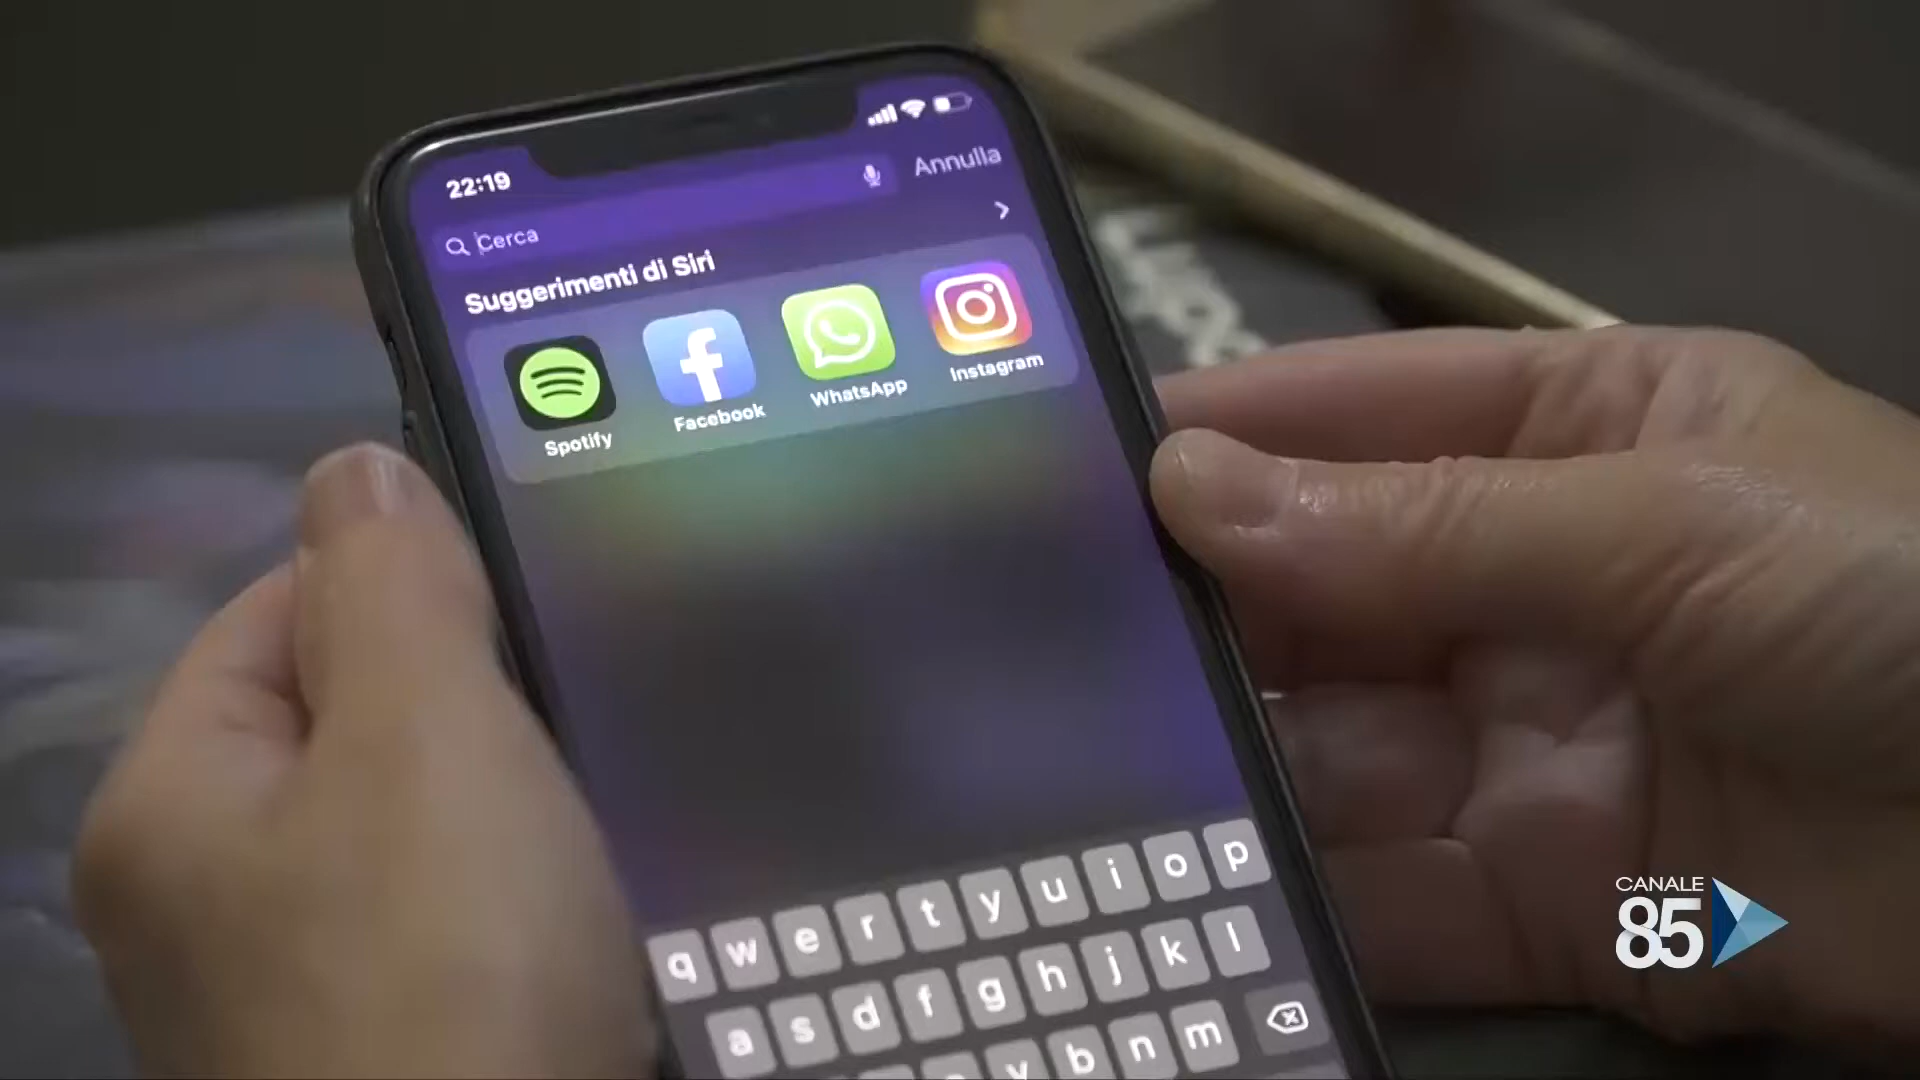 22:19
Cerca
Annulla
Suggerimenti di Siri
Spotify
Facebook
WhatsApp
Instagram
q w e r t y u i o p
a s d f g h j k l
v b n m
CANALE
85